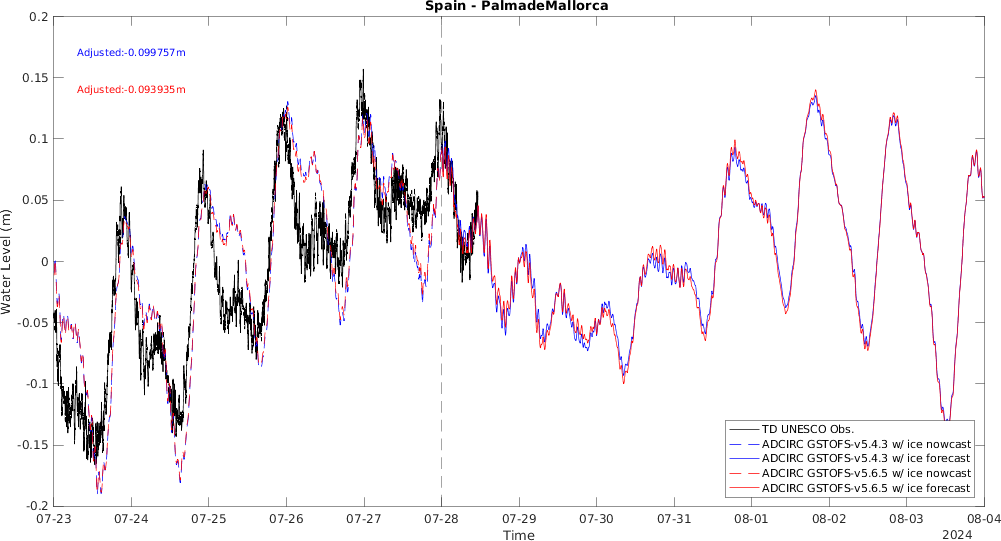 Spain - PalmadeMallorca
0.2
0.15
0.1
0.05
0
-0.05
-0.1
-0.15
-0.2
Water Level (m)
Adjusted:-0.099757m
Adjusted:-0.093935m
TD UNESCO Obs.
ADCIRC GSTOFS-v5.4.3 w/ ice nowcast
ADCIRC GSTOFS-v5.4.3 w/ ice forecast
ADCIRC GSTOFS-v5.6.5 w/ ice nowcast
ADCIRC GSTOFS-v5.6.5 w/ ice forecast
07-23 07-24 07-25 07-26 07-27 07-28 07-29 07-30 07-31 08-01 08-02 08-03 08-04
Time
2024